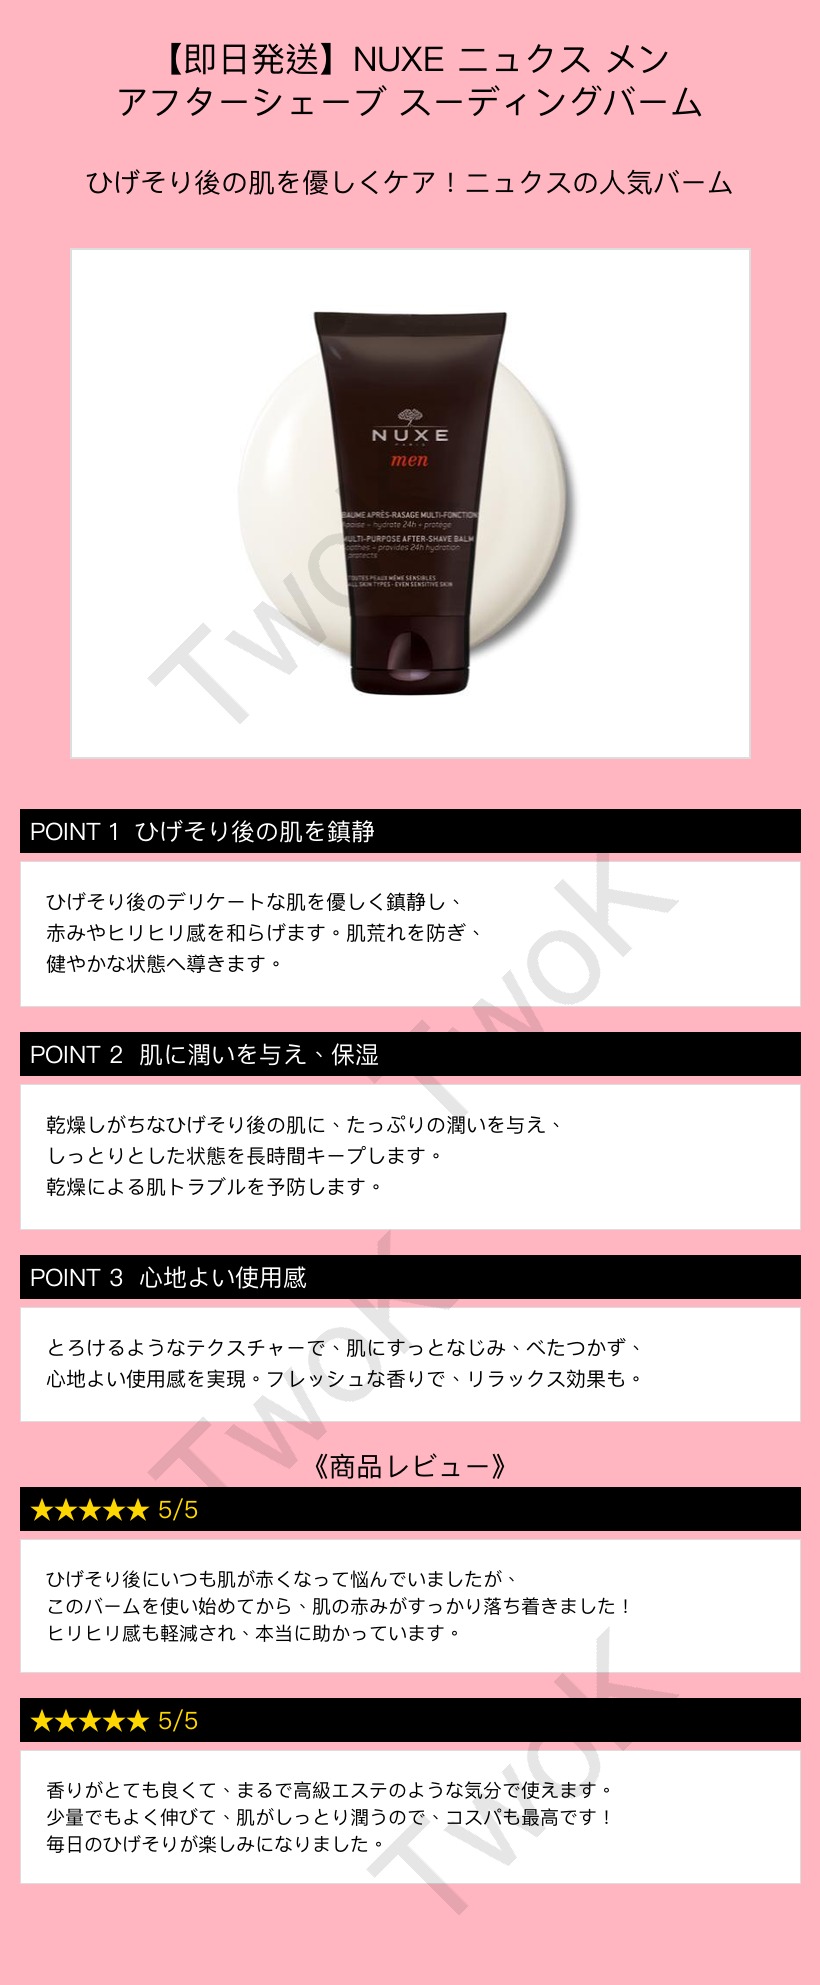 【即日発送】NUXE ニュクス メン
アフターシェーブ スーディングバーム
ひげそり後の肌を優しくケア！ニュクスの人気バーム
NUXE
PARIS
men
BAUME APRÈS-RASAGE MULTI-FONCTION
apaise - hydrate 24h - protège
MULTI-PURPOSE AFTER-SHAVE BALM
soothes - provides 24h hydration
protects
TOUTES PEAUX MÊME SENSIBLES
ALL SKIN TYPES - EVEN SENSITIVE SKIN
TwoK
POINT 1 ひげそり後の肌を鎮静
ひげそり後のデリケートな肌を優しく鎮静し、
赤みやヒリヒリ感を和らげます。肌荒れを防ぎ、
健やかな状態へ導きます。
TwoK
POINT 2 肌に潤いを与え、保湿
乾燥しがちなひげそり後の肌に、たっぷりの潤いを与え、
しっとりとした状態を長時間キープします。
乾燥による肌トラブルを予防します。
POINT 3 心地よい使用感
とろけるようなテクスチャーで、肌にすっとなじみ、べたつかず、
心地よい使用感を実現。フレッシュな香りで、リラックス効果も。
TwoK
《商品レビュー》
★★★★★ 5/5
ひげそり後にいつも肌が赤くなって悩んでいましたが、
このバームを使い始めてから、肌の赤みがすっかり落ち着きました！
ヒリヒリ感も軽減され、本当に助かっています。
★★★★★ 5/5
香りがとても良くて、まるで高級エステのような気分で使えます。
少量でもよく伸びて、肌がしっとり潤うので、コスパも最高です！
毎日のひげそりが楽しみになりました。
TwoK